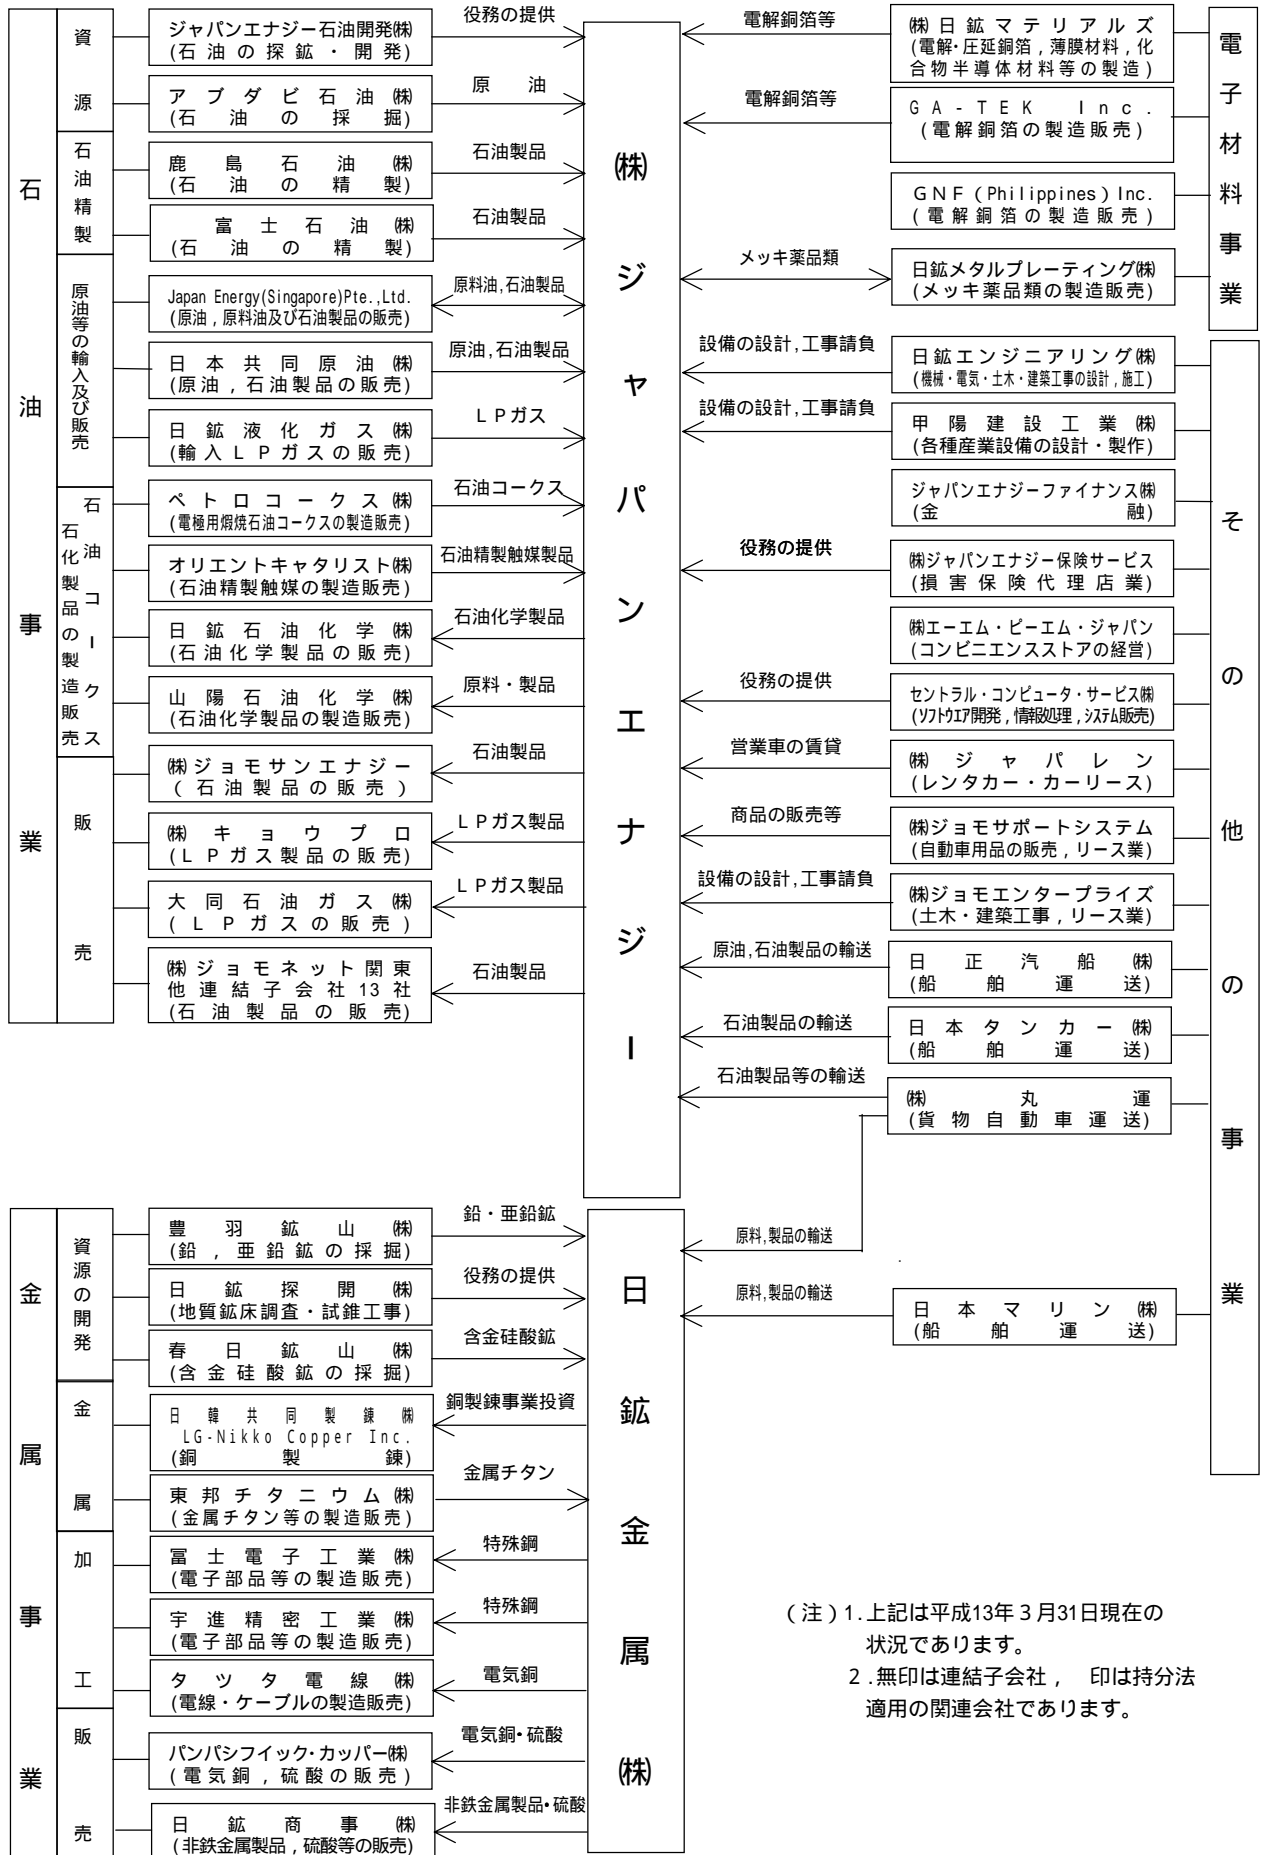 石油事業
資源
ジャパンエナジー石油開発㈱
(石油の探鉱・開発)
役務の提供
アブダビ石油㈱
(石油の採掘)
原油
石油精製
鹿島石油㈱
(石油の精製)
石油製品
富士石油㈱
(石油の精製)
石油製品
原油等の輸入及び販売
Japan Energy(Singapore)Pte.,Ltd.
(原油,原料油及び石油製品の販売)
原料油,石油製品
日本共同原油㈱
(原油,石油製品の販売)
原油,石油製品
日鉱液化ガス㈱
(輸入LPガスの販売)
LPガス
石油コークス
石化製品の製造販売
ペトロコークス㈱
(電極用煆焼石油コークスの製造販売)
石油コークス
オリエントキャタリスト㈱
(石油精製触媒の製造販売)
石油精製触媒製品
日鉱石油化学㈱
(石油化学製品の販売)
石油化学製品
山陽石油化学㈱
(石油化学製品の製造販売)
原料・製品
販売
㈱ジョモサンエナジー
(石油製品の販売)
石油製品
㈱キョウプロ
(LPガス製品の販売)
LPガス製品
大同石油ガス㈱
(LPガスの販売)
LPガス製品
㈱ジョモネット関東
他連結子会社13社
(石油製品の販売)
石油製品
㈱ジャパンエナジー
電子材料事業
電解銅箔等
㈱日鉱マテリアルズ
(電解・圧延銅箔,薄膜材料,化
合物半導体材料等の製造)
電解銅箔等
GA-TEK Inc.
(電解銅箔の製造販売)
GNF(Philippines)Inc.
(電解銅箔の製造販売)
メッキ薬品類
日鉱メタルプレーティング㈱
(メッキ薬品類の製造販売)
その他の事業
設備の設計,工事請負
日鉱エンジニアリング㈱
(機械・電気・土木・建築工事の設計,施工)
設備の設計,工事請負
甲陽建設工業㈱
(各種産業設備の設計・製作)
ジャパンエナジーファイナンス㈱
(金融)
役務の提供
㈱ジャパンエナジー保険サービス
(損害保険代理店業)
㈱エーエム・ピーエム・ジャパン
(コンビニエンスストアの経営)
役務の提供
セントラル・コンピュータ・サービス㈱
(ソフトウエア開発,情報処理,システム販売)
営業車の賃貸
㈱ジャパレン
(レンタカー・カーリース)
商品の販売等
㈱ジョモサポートシステム
(自動車用品の販売,リース業)
設備の設計,工事請負
㈱ジョモエンタープライズ
(土木・建築工事,リース業)
原油,石油製品の輸送
日正汽船㈱
(船舶運送)
石油製品の輸送
日本タンカー㈱
(船舶運送)
石油製品等の輸送
㈱丸運
(貨物自動車運送)
原料,製品の輸送
原料,製品の輸送
日本マリン㈱
(船舶運送)
金属事業
資源の開発
豊羽鉱山㈱
(鉛,亜鉛鉱の採掘)
鉛・亜鉛鉱
日鉱探開㈱
(地質鉱床調査・試錐工事)
役務の提供
春日鉱山㈱
(含金硅酸鉱の採掘)
含金硅酸鉱
金属
日韓共同製錬㈱
LG-Nikko Copper Inc.
(銅製錬)
銅製錬事業投資
東邦チタニウム㈱
(金属チタン等の製造販売)
金属チタン
加工
冨士電子工業㈱
(電子部品等の製造販売)
特殊鋼
宇進精密工業㈱
(電子部品等の製造販売)
特殊鋼
タツタ電線㈱
(電線・ケーブルの製造販売)
電気銅
販売
パンパシフイック・カッパー㈱
(電気銅,硫酸の販売)
電気銅・硫酸
日鉱商事㈱
(非鉄金属製品,硫酸等の販売)
非鉄金属製品・硫酸
日鉱金属㈱
(注)1.上記は平成13年3月31日現在の
状況であります。
2.無印は連結子会社, 印は持分法
適用の関連会社であります。